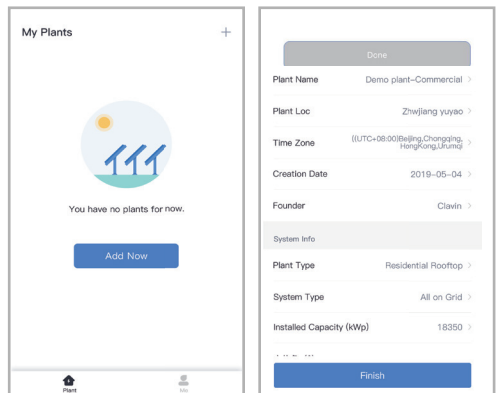 My Plants
+
You have no plants for now.
Add Now
Plant
Me
Done
Plant Name Demo plant-Commercial >
Plant Loc Zhwjiang yuyao >
Time Zone ((UTC+08:00)Beijing,Chongqing,
HongKong,Urumqi >
Creation Date 2019-05-04 >
Founder Clavin >
System Info
Plant Type Residential Rooftop >
System Type All on Grid >
Installed Capacity (kWp) 18350 >
Finish